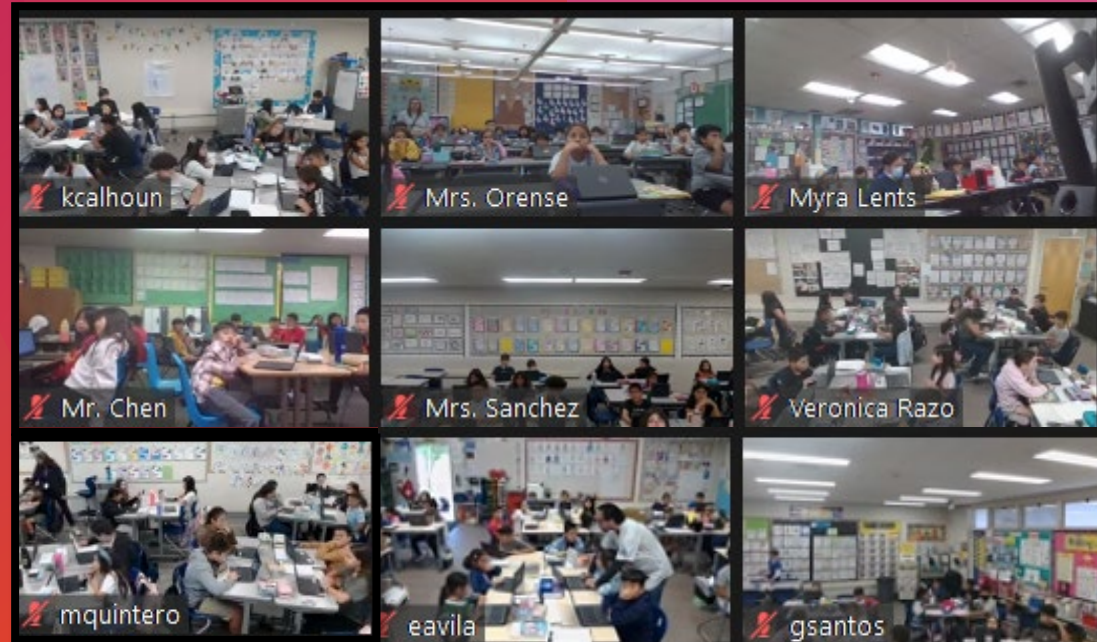 kcalhoun
Mrs. Orense
Myra Lents
Mr. Chen
Mrs. Sanchez
Veronica Razo
mquintero
eavila
gsantos